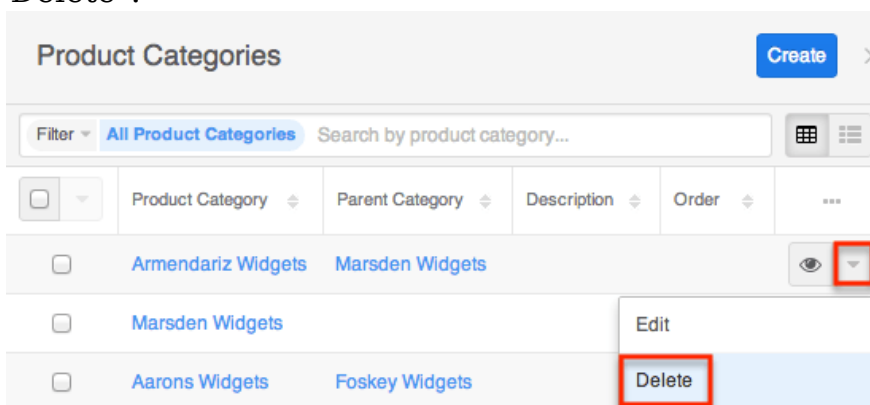 Delete".
Product Categories Create
Filter All Product Categories Search by product category...
Product Category Parent Category Description Order
Armendariz Widgets Marsden Widgets
Marsden Widgets
Edit
Aarons Widgets Foskey Widgets
Delete